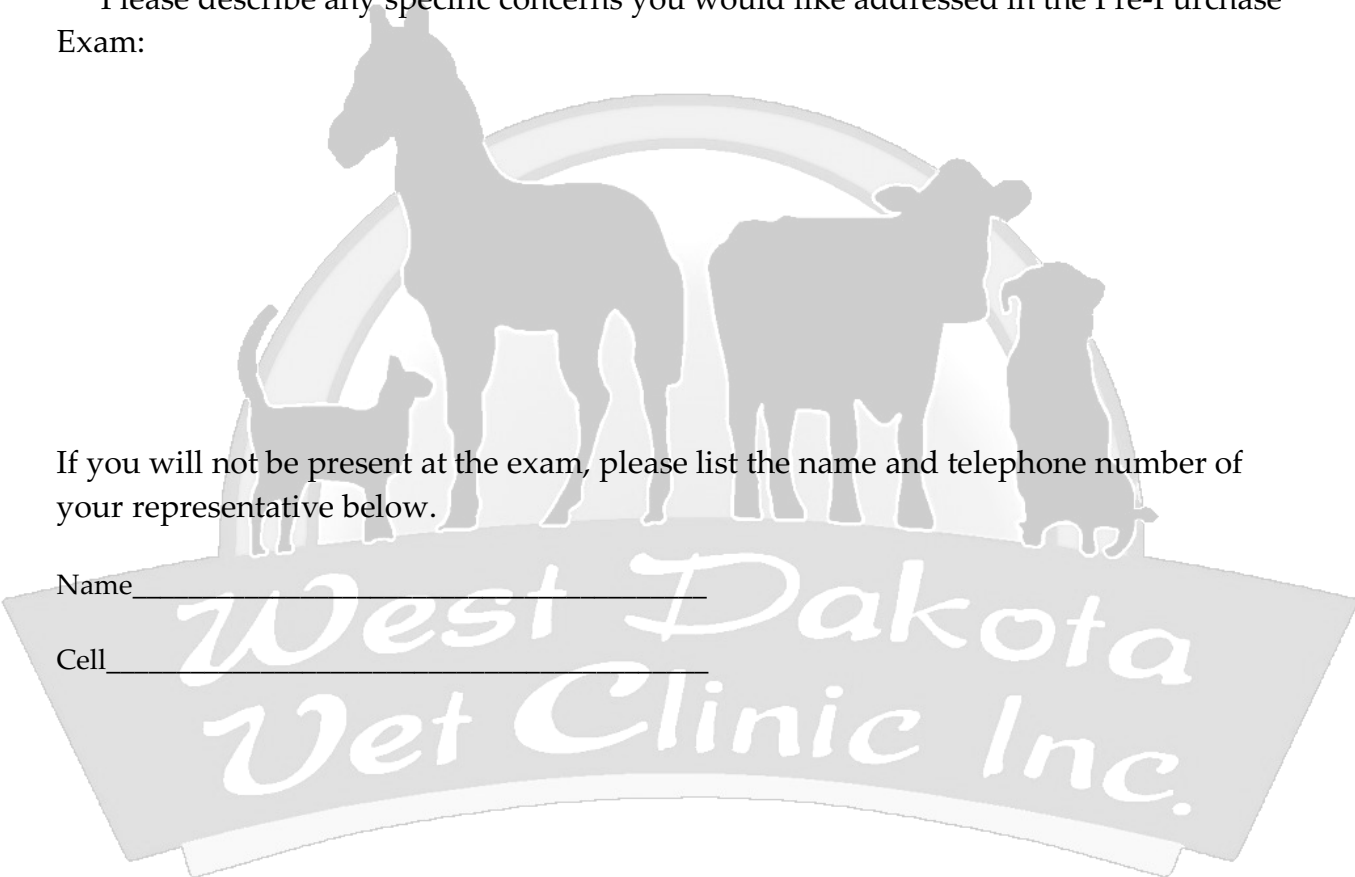 Please describe any specific concerns you would like addressed in the Pre-Purchase
Exam:
If you will not be present at the exam, please list the name and telephone number of
your representative below.
Name_________________________________________
Cell___________________________________________
West Dakota
Vet Clinic Inc.